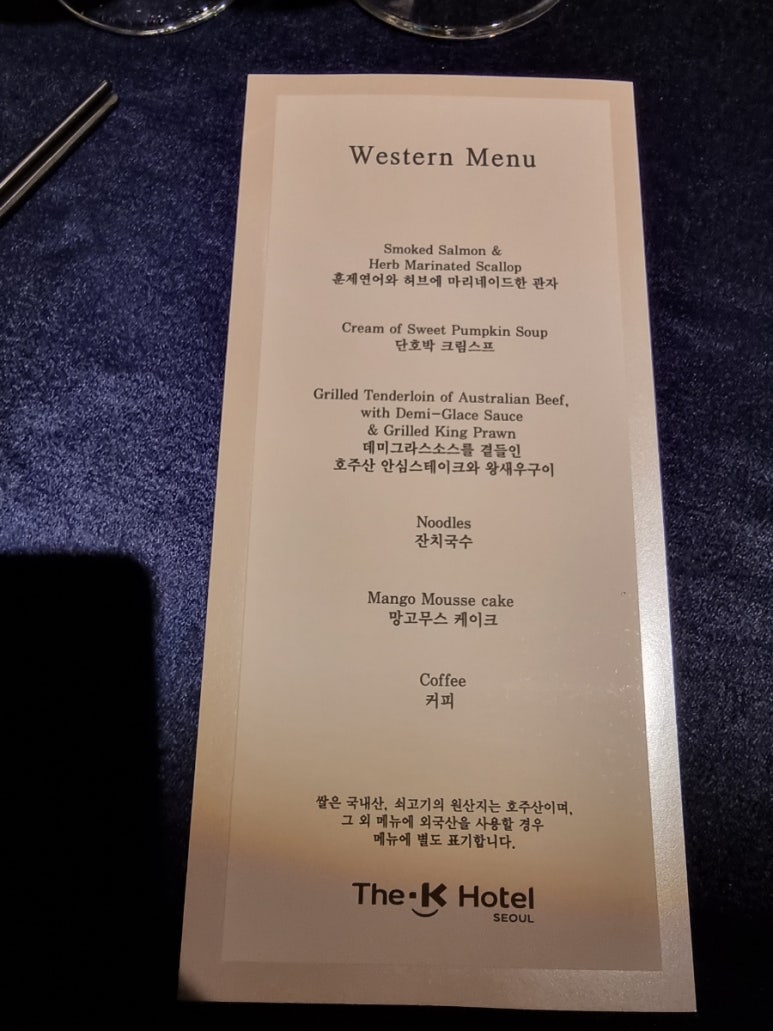 Western Menu
Smoked Salmon &
Herb Marinated Scallop
훈제연어와 허브에 마리네이드한 관자
Cream of Sweet Pumpkin Soup
단호박 크림스프
Grilled Tenderloin of Australian Beef,
with Demi-Glace Sauce
& Grilled King Prawn
데미그라스소스를 곁들인
호주산 안심스테이크와 왕새우구이
Noodles
잔치국수
Mango Mousse cake
망고무스 케이크
Coffee
커피
쌀은 국내산, 쇠고기의 원산지는 호주산이며,
그 외 메뉴에 외국산을 사용할 경우
메뉴에 별도 표기합니다.
The K Hotel
SEOUL